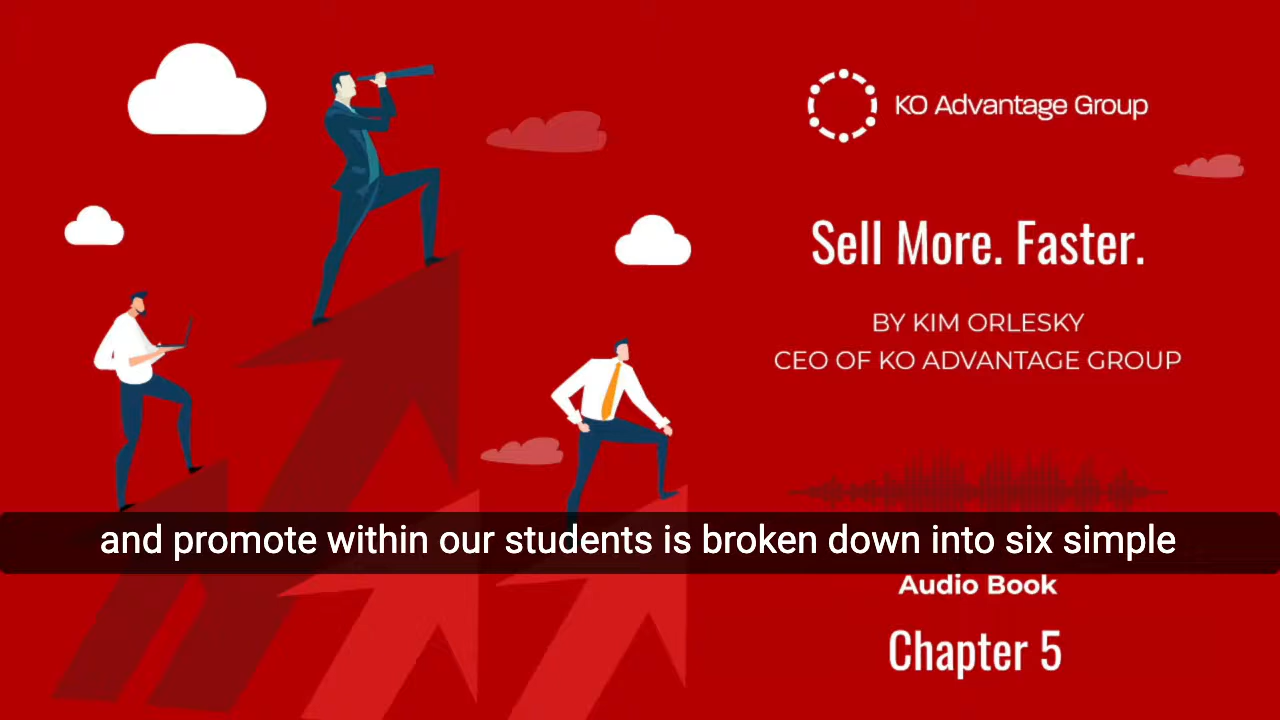 KO Advantage Group
Sell More. Faster.
BY KIM ORLESKY
CEO OF KO ADVANTAGE GROUP
and promote within our students is broken down into six simple
Audio Book
Chapter 5